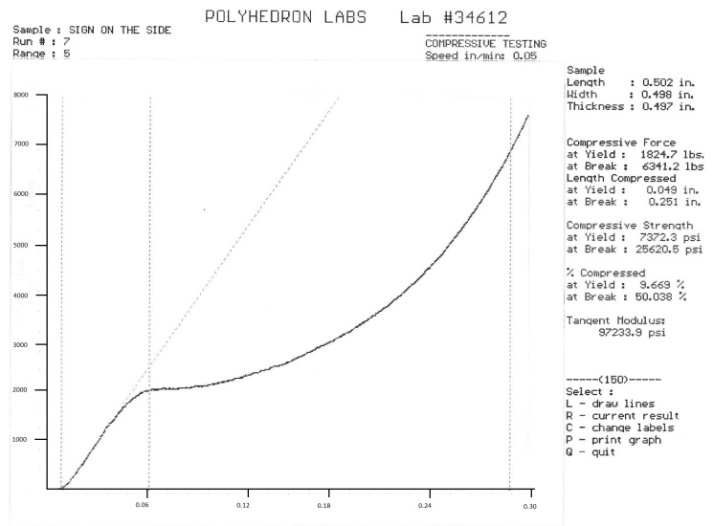 POLYHEDRON LABS Lab #34612
Sample : SIGN ON THE SIDE
Run # : 7
Range : 5
COMPRESSIVE TESTING
Speed in/min: 0.05
Sample
Length : 0.502 in.
Width : 0.498 in.
Thickness : 0.497 in.
Compressive Force
at Yield : 1824.7 lbs.
at Break : 6341.2 lbs
Length Compressed
at Yield : 0.049 in.
at Break : 0.251 in.
Compressive Strength
at Yield : 7372.3 psi
at Break : 25620.5 psi
% Compressed
at Yield : 9.669 %
at Break : 50.038 %
Tangent Modulus:
97233.9 psi
-----(150)-----
Select :
L - draw lines
R - current result
C - change labels
P - print graph
Q - quit
8000
7000
6000
5000
4000
3000
2000
1000
0.06 0.12 0.18 0.24 0.30